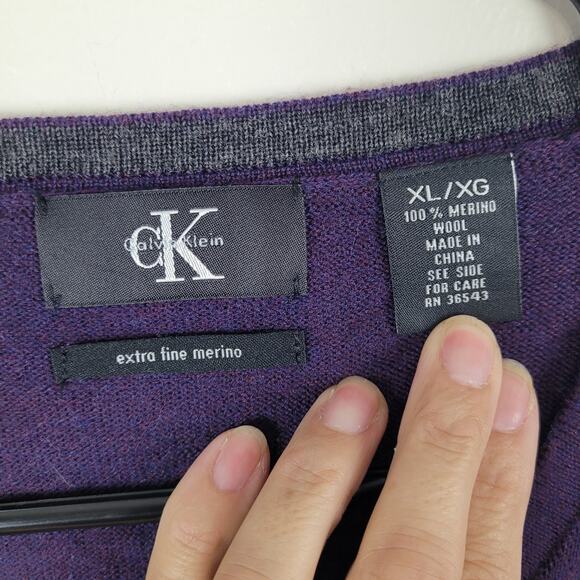 cK
Calvin Klein
extra fine merino
XL/XG
100% MERINO
WOOL
MADE IN
CHINA
SEE SIDE
FOR CARE
RN 36543